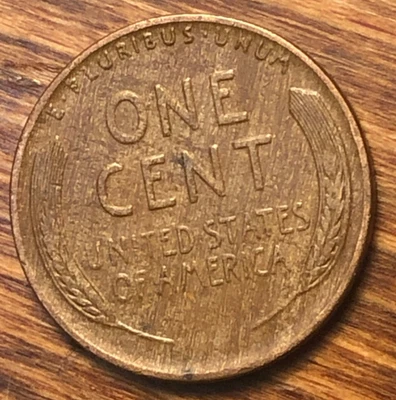 E·PLURIBUS·UNUM
ONE
CENT
UNITED STATES
OF AMERICA